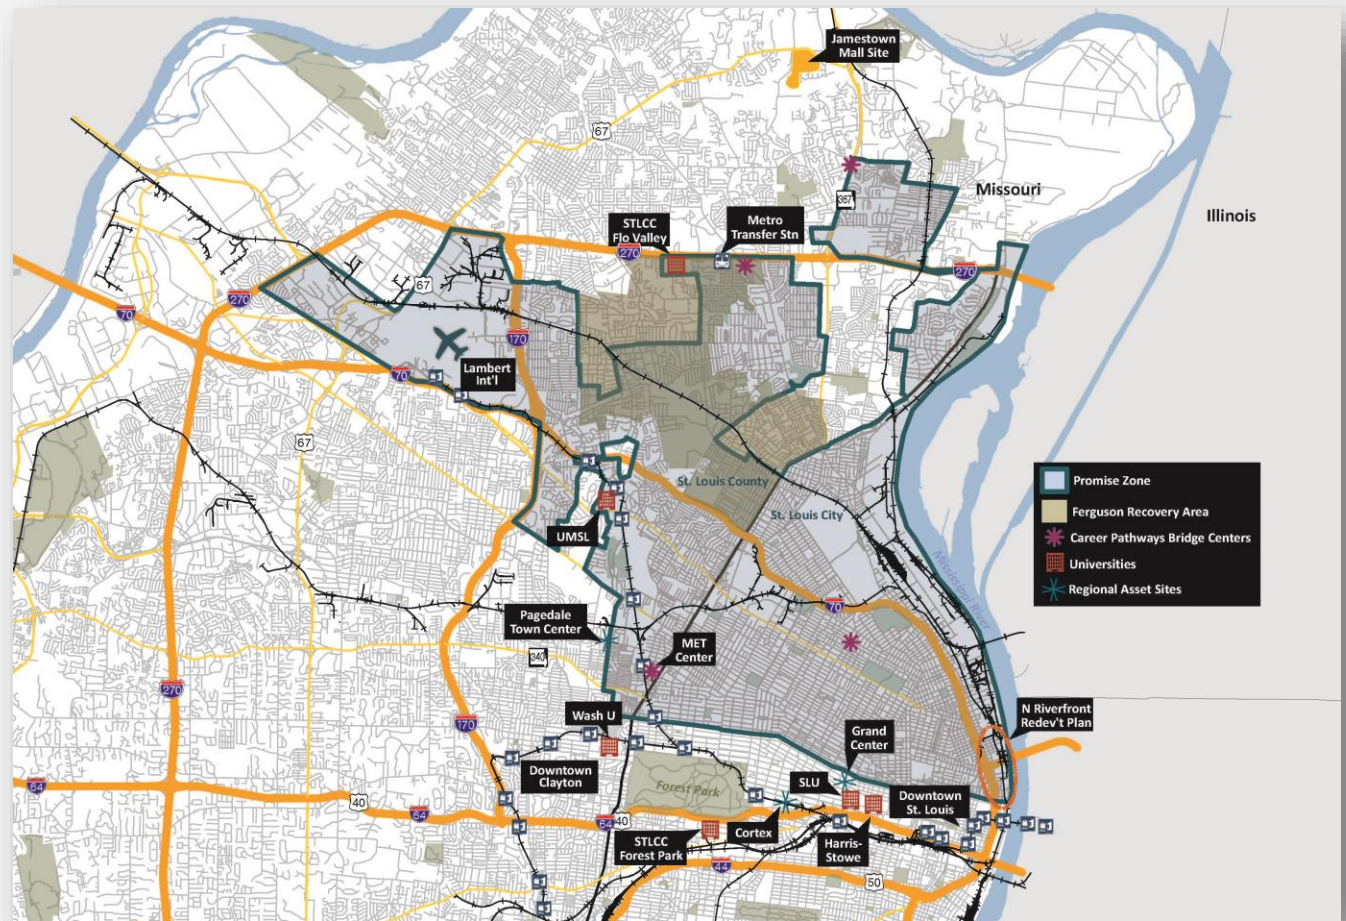 Jamestown
Mall Site
67
Missouri
367
Illinois
STLCC
Flo Valley
Metro
Transfer Stn
270
270
67
270
70
170
Lambert
Int'l
70
67
St. Louis County
St. Louis City
UMSL
Mississippi River
Promise Zone
Ferguson Recovery Area
Career Pathways Bridge Centers
Universities
Regional Asset Sites
70
Pagedale
Town Center
340
MET
Center
270
170
Wash U
N Riverfront
Redev't Plan
Grand
Center
Downtown
Clayton
Forest Park
SLU
Downtown
St. Louis
64
40
64
64
40
STLCC
Forest Park
Cortex
Harris-
Stowe
44
50